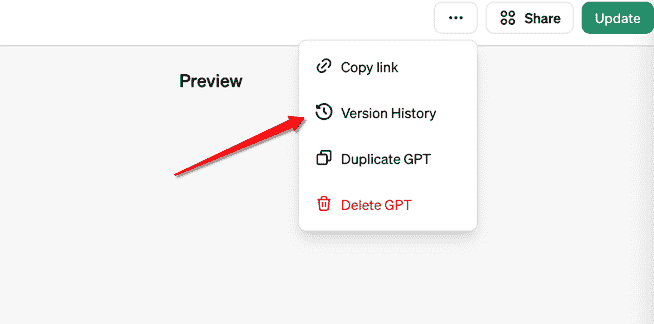 Share
Update
Preview
Copy link
Version History
Duplicate GPT
Delete GPT